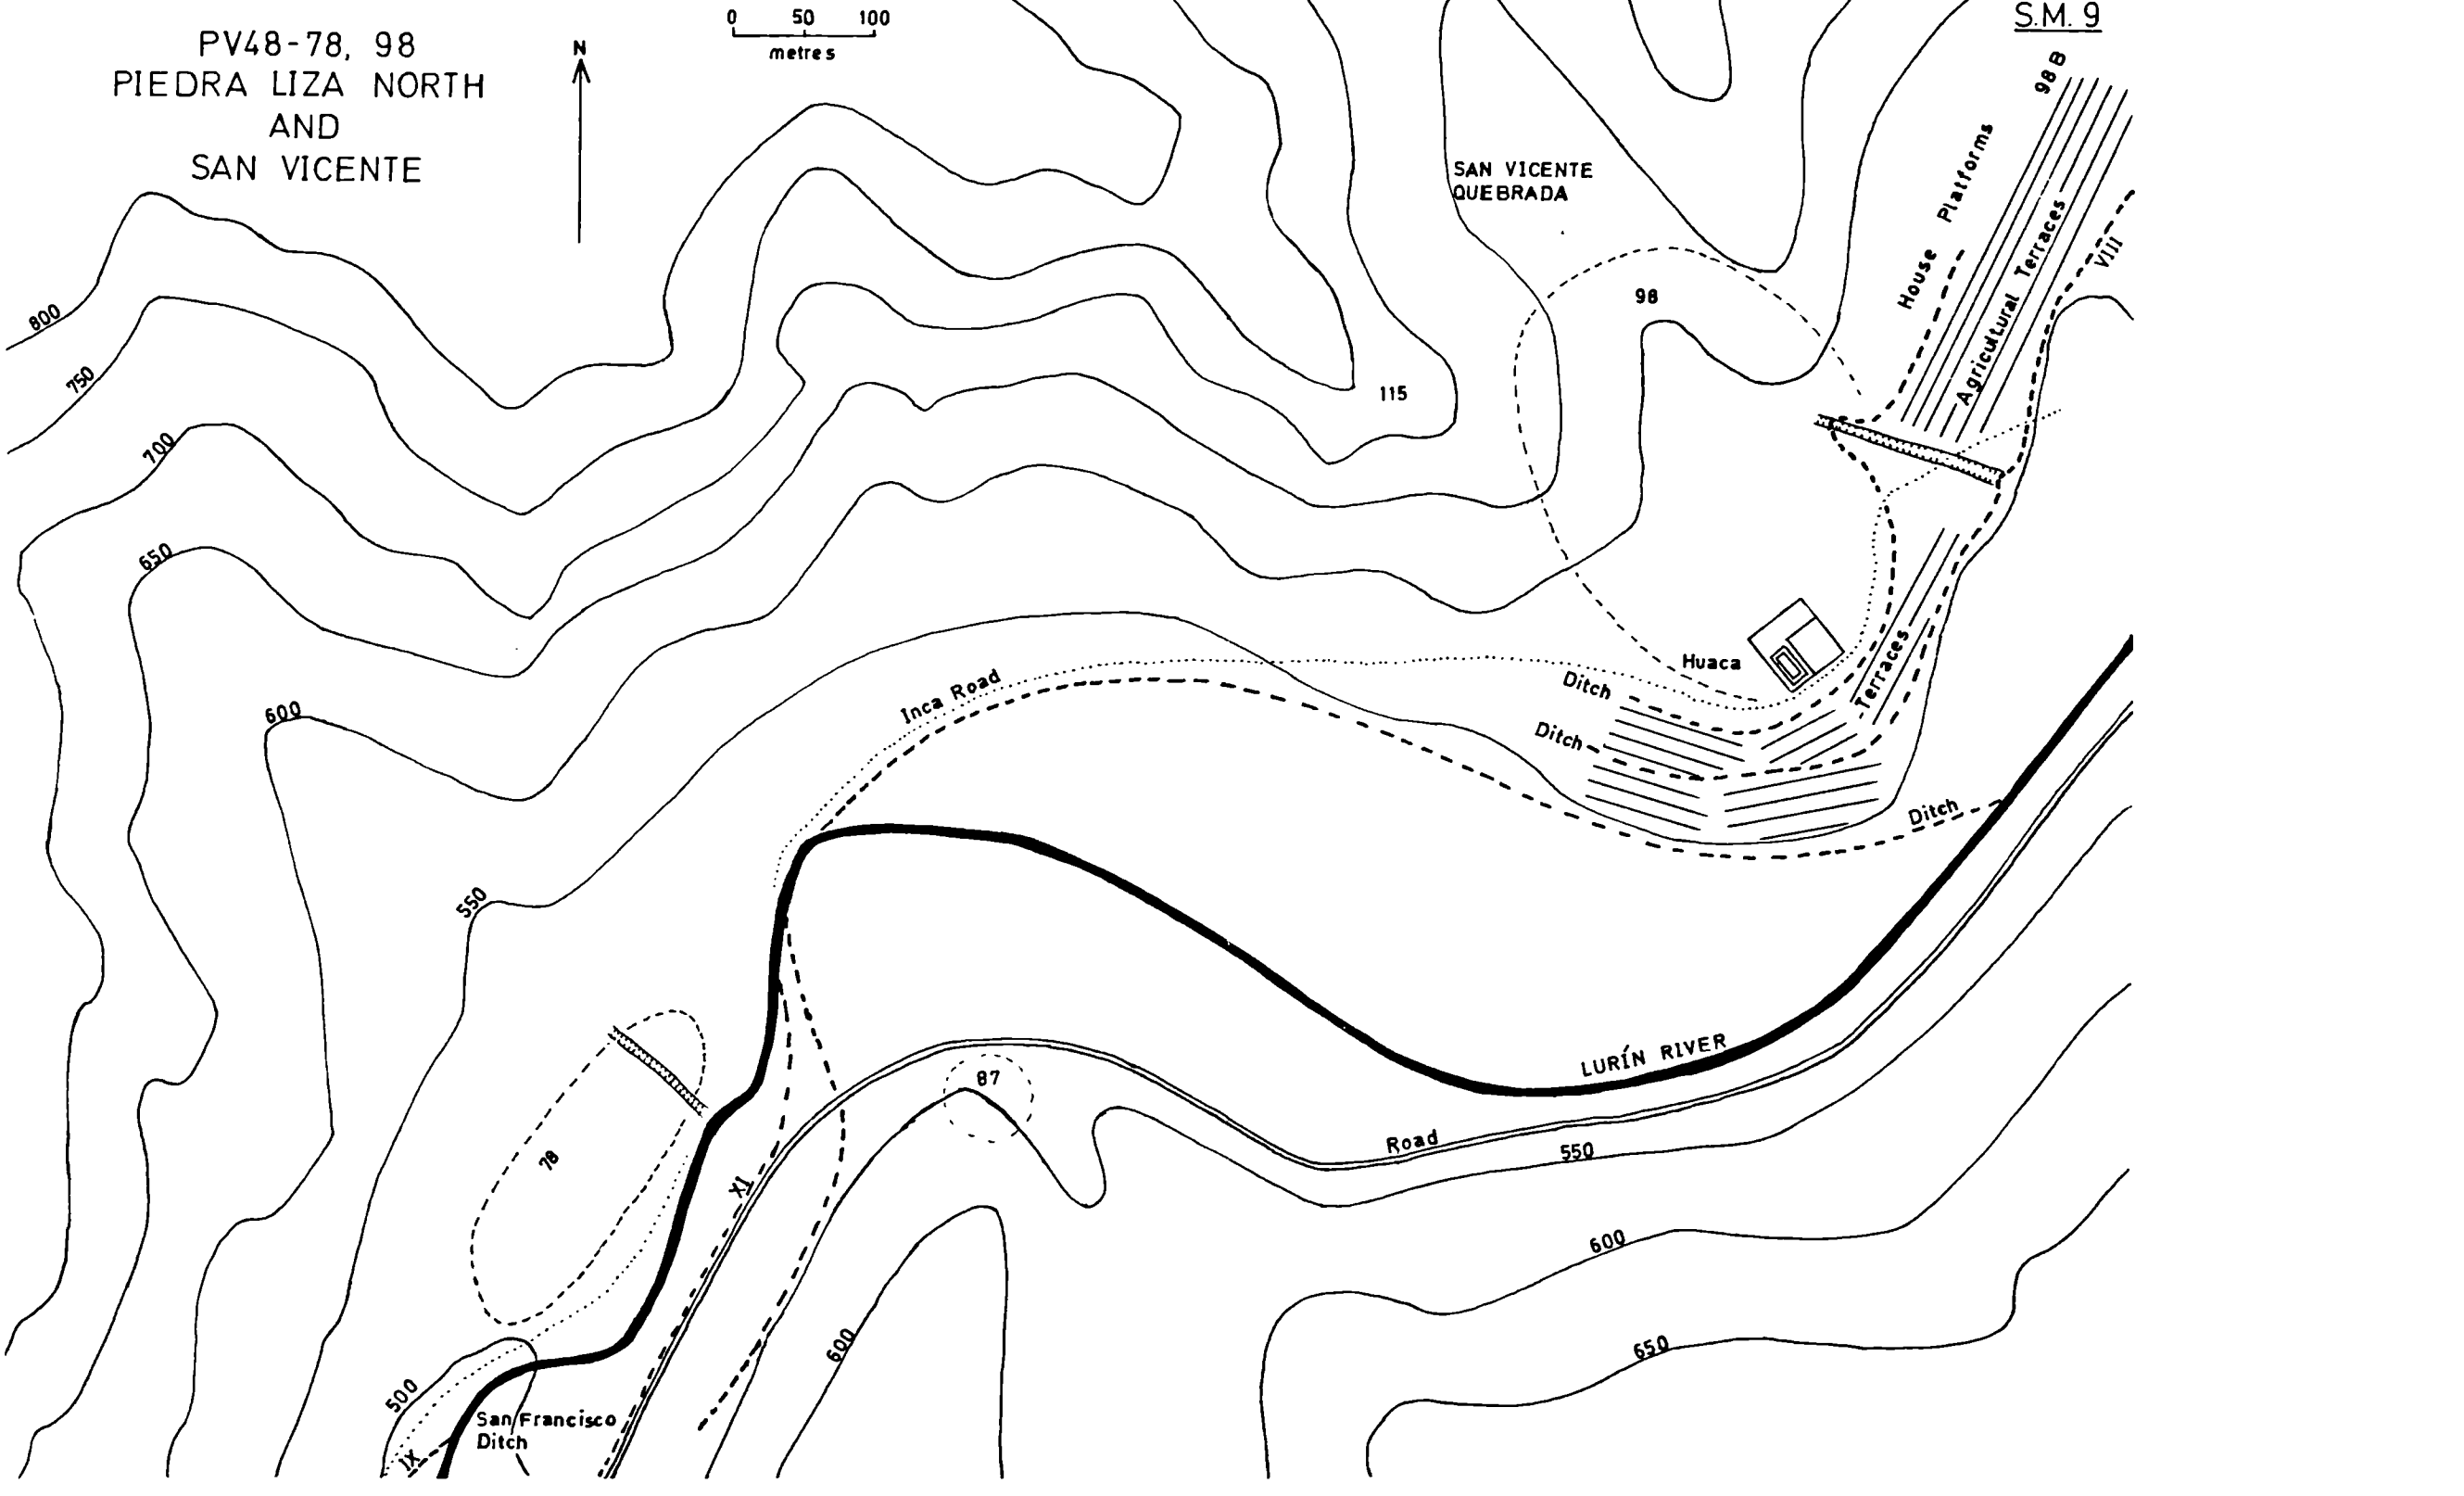 PV48-78, 98
PIEDRA LIZA NORTH
AND
SAN VICENTE
0 50 100
metres
N
S.M. 9
98 B
House Platforms
Agricultural Terraces
VIII
SAN VICENTE
QUEBRADA
98
115
800
750
700
650
600
550
Inca Road
Huaca
Ditch
Ditch
Terraces
Ditch
LURÍN RIVER
Road
87
78
XI
550
600
650
600
500
San Francisco
Ditch
IX